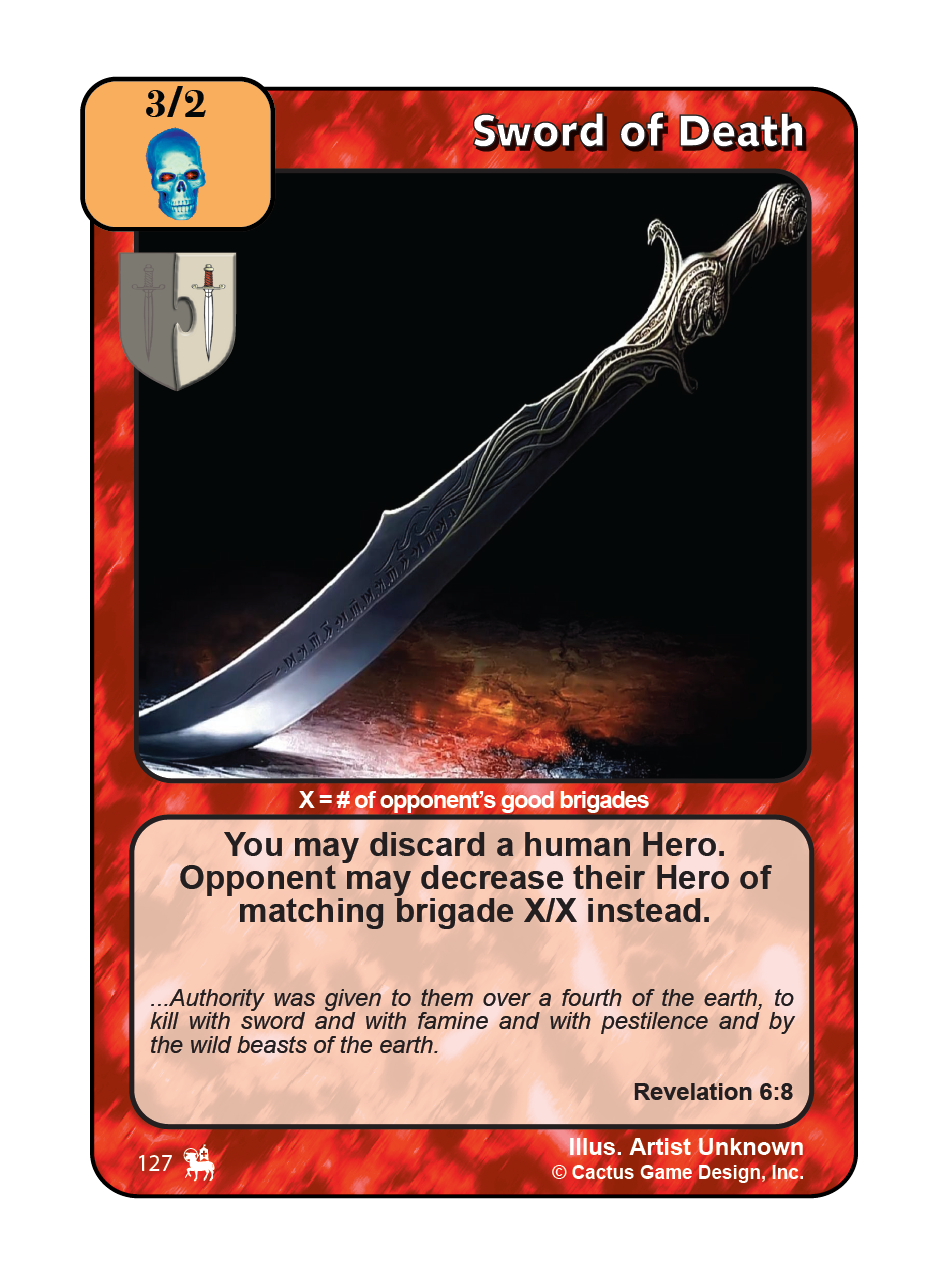 3/2
Sword of Death
X = # of opponent's good brigades
You may discard a human Hero.
Opponent may decrease their Hero of
matching brigade X/X instead.
...Authority was given to them over a fourth of the earth, to
kill with sword and with famine and with pestilence and by
the wild beasts of the earth.
Revelation 6:8
Illus. Artist Unknown
127
© Cactus Game Design, Inc.